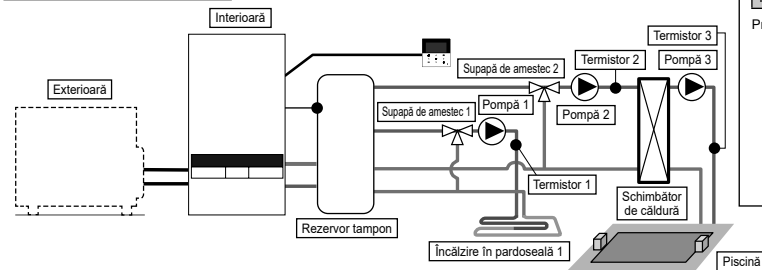 Interioară
Termistor 3
Supapă de amestec 2
Termistor 2
Pompă 3
Exterioară
Supapă de amestec 1
Pompă 1
Pompă 2
Termistor 1
Schimbător
de căldură
Rezervor tampon
Încălzire în pardoseală 1
Piscină